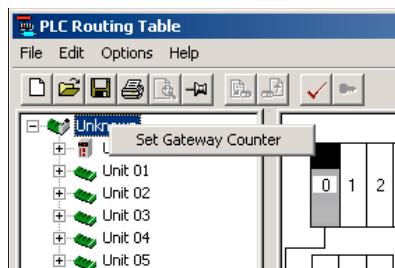 PLC Routing Table
File Edit Options Help
Set Gateway Counter
Unit 01
Unit 02
Unit 03
Unit 04
Unit 05
0 1 2